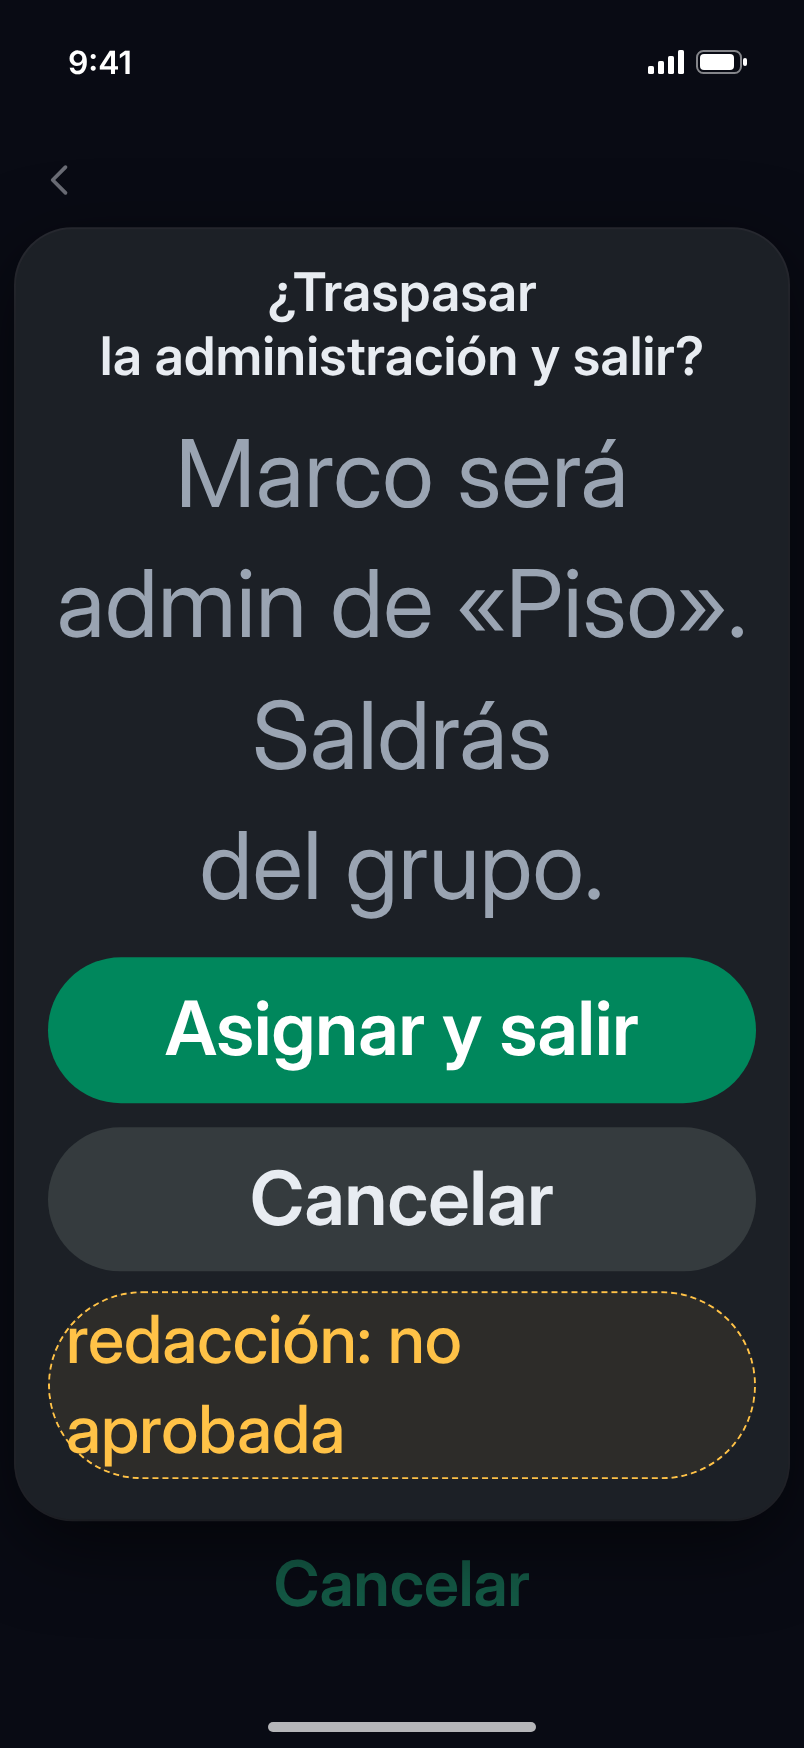 9:41
¿Traspasar
la administración y salir?
Marco será
admin de «Piso».
Saldrás
del grupo.
Asignar y salir
Cancelar
redacción: no
aprobada
Cancelar